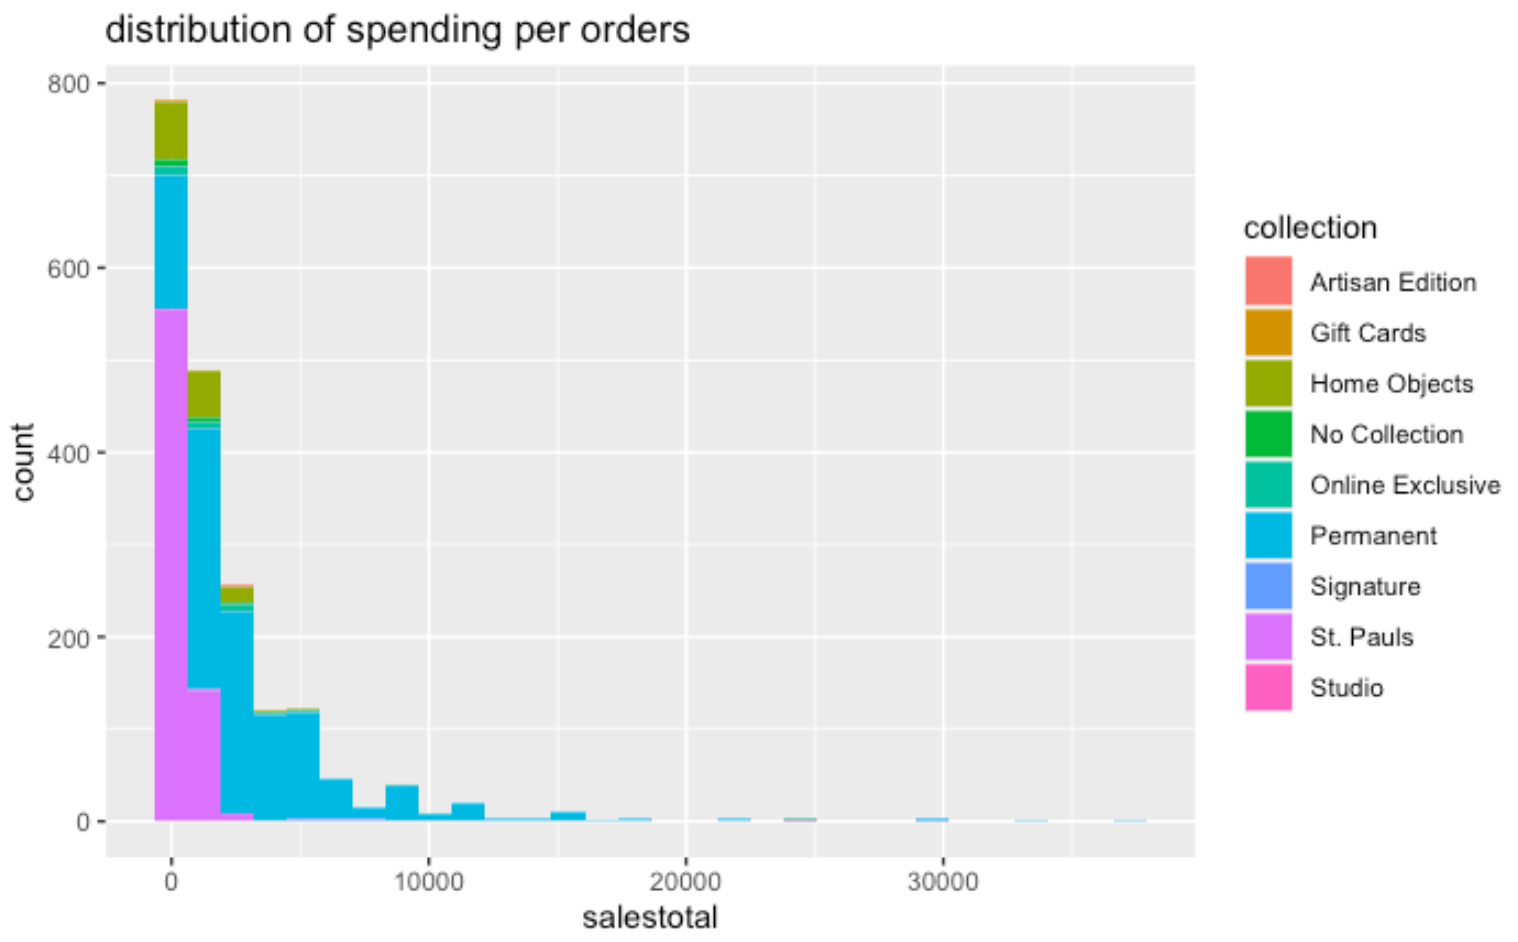 distribution of spending per orders
800
600
400
200
0
count
0
10000
20000
30000
salestotal
collection
Artisan Edition
Gift Cards
Home Objects
No Collection
Online Exclusive
Permanent
Signature
St. Pauls
Studio